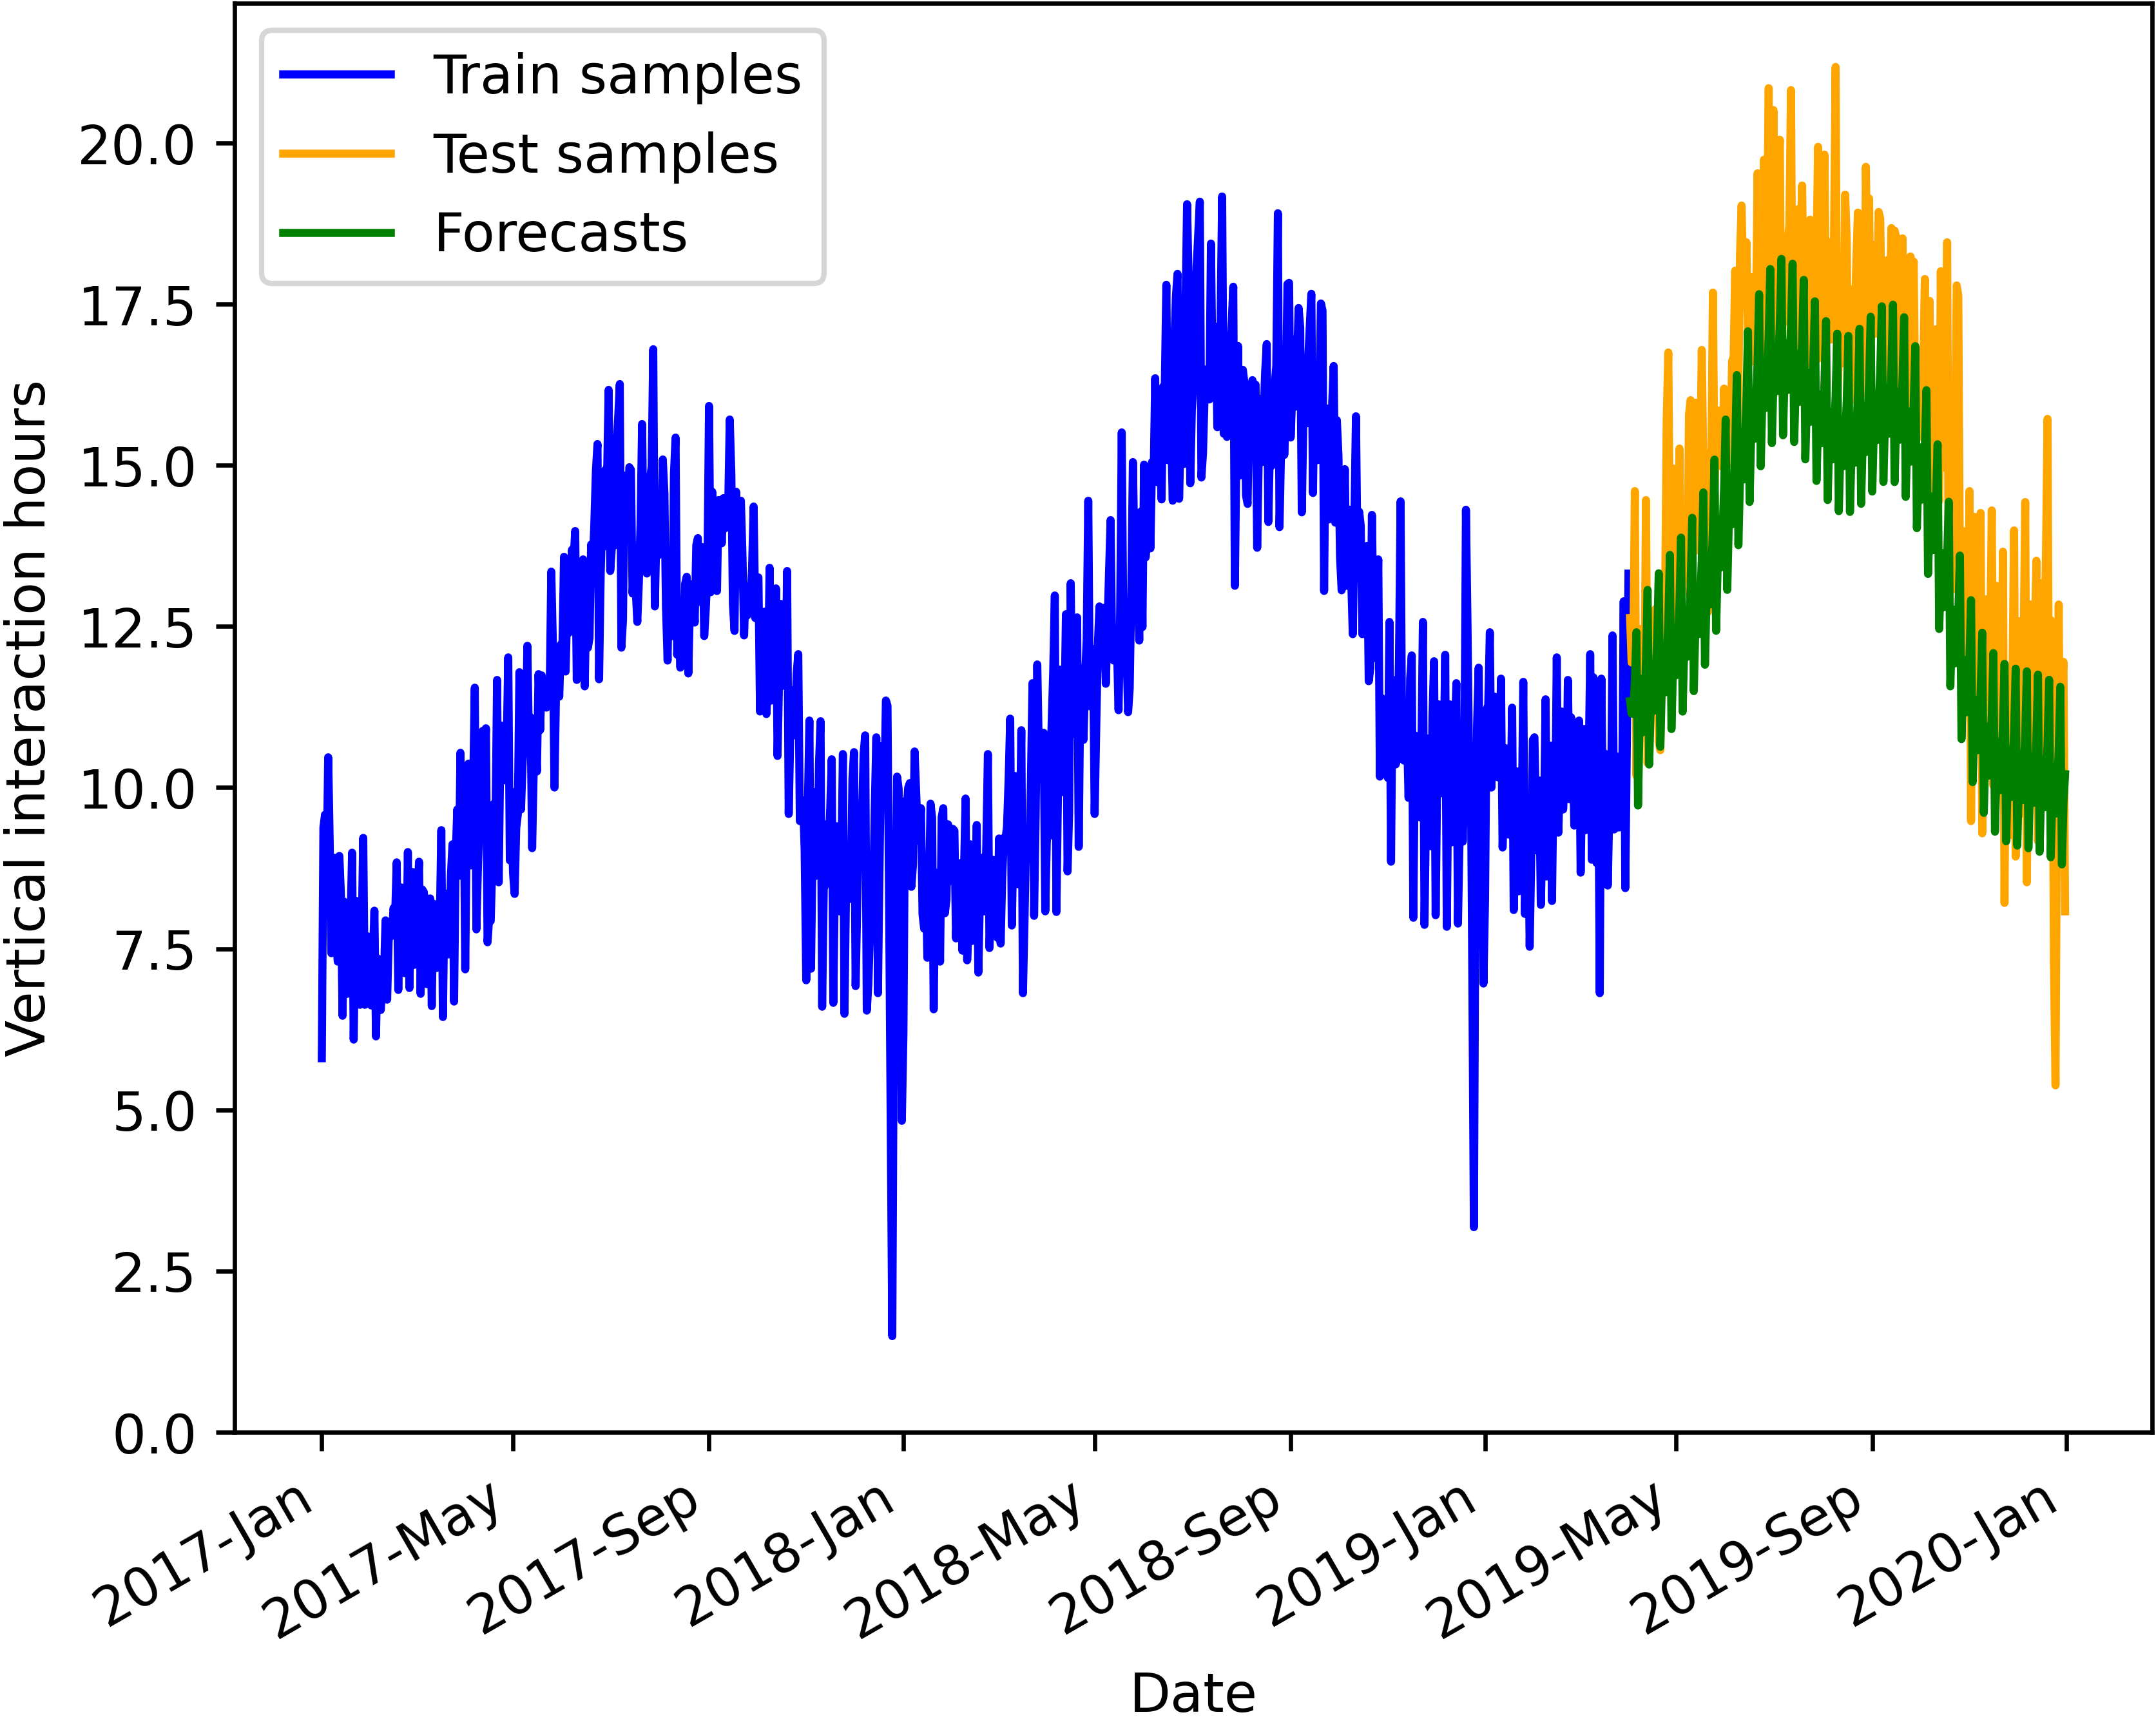 Train samples
Test samples
Forecasts
20.0
17.5
15.0
12.5
10.0
7.5
5.0
2.5
0.0
Vertical interaction hours
2017-Jan
2017-May
2017-Sep
2018-Jan
2018-May
2018-Sep
2019-Jan
2019-May
2019-Sep
2020-Jan
Date